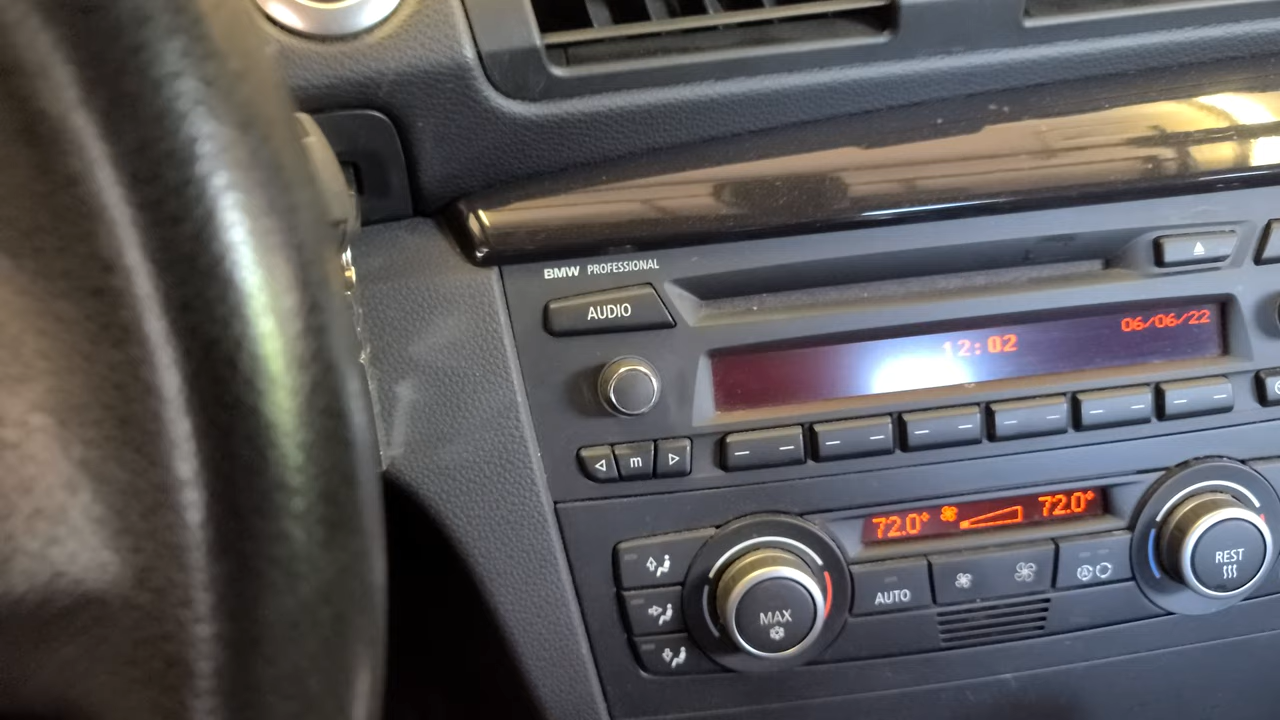 BMW PROFESSIONAL
AUDIO
06/06/22
12:02
m
72.0° 72.0°
AUTO
MAX
REST